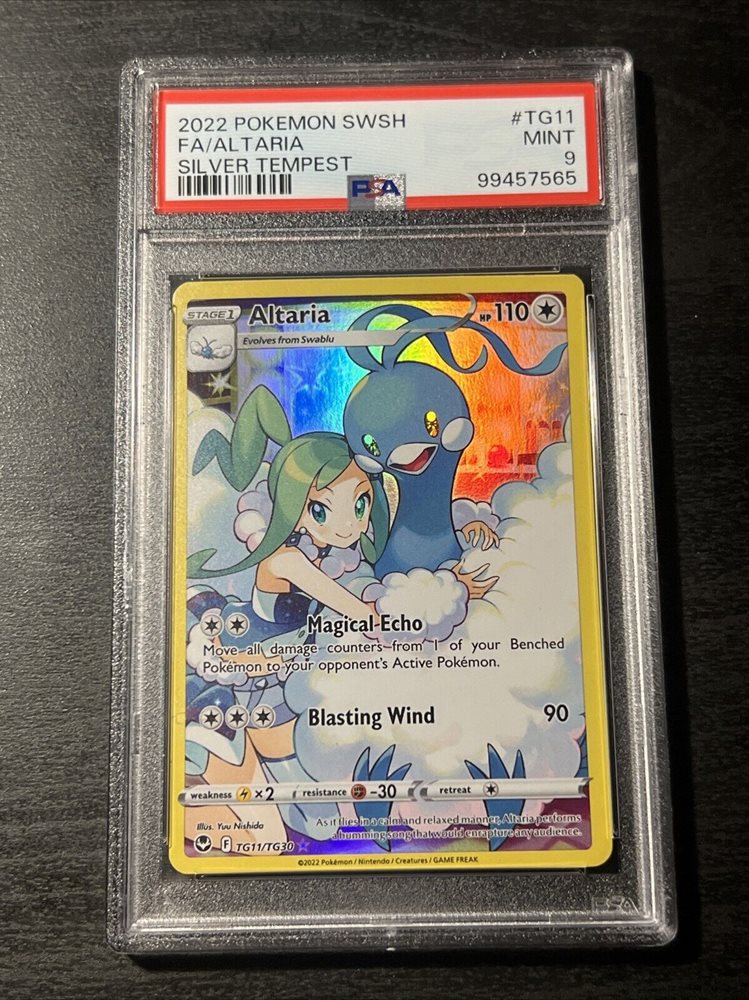 2022 POKEMON SWSH #TG11
FA/ALTARIA MINT
SILVER TEMPEST 9
PSA 99457565
STAGE 1 Altaria HP 110
Evolves from Swablu
Magical Echo
Move all damage counters from 1 of your Benched
Pokémon to your opponent's Active Pokémon.
Blasting Wind 90
weakness ×2 resistance -30 retreat
Illus. Yuu Nishida
As it flies in a calm and relaxed manner, Altaria performs
a humming song that would enrapture any audience.
F TG11/TG30
©2022 Pokémon / Nintendo / Creatures / GAME FREAK
PSA